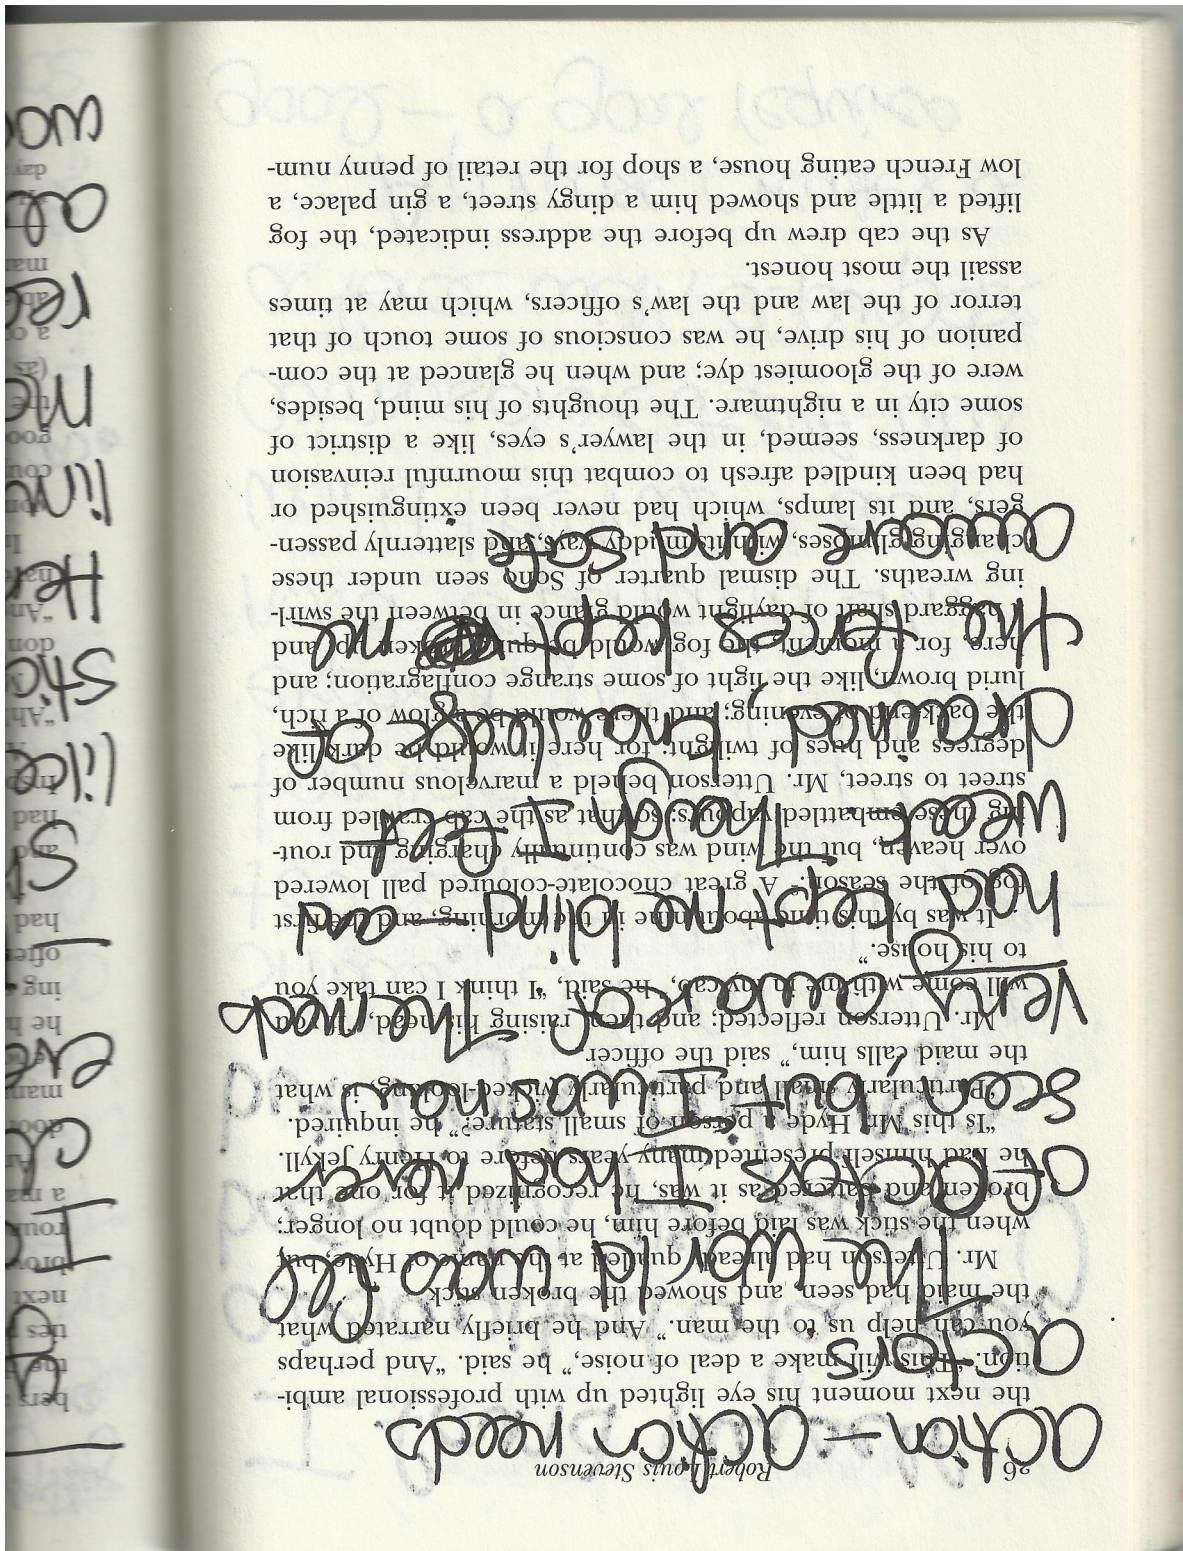 26 Robert Louis Stevenson
the next moment his eye lighted up with professional ambi-
tion. "This will make a deal of noise," he said. "And perhaps
you can help us to the man." And he briefly narrated what
the maid had seen, and showed the broken stick.
Mr. Utterson had already quailed at the name of Hyde; but
when the stick was laid before him, he could doubt no longer;
broken and battered as it was, he recognized it for one that
he had himself presented many years before to Henry Jekyll.
"Is this Mr. Hyde a person of small stature?" he inquired.
"Particularly small and particularly wicked-looking, is what
the maid calls him," said the officer.
Mr. Utterson reflected; and then, raising his head, "If you
will come with me in my cab," he said, "I think I can take you
to his house."
It was by this time about nine in the morning, and the first
fog of the season. A great chocolate-coloured pall lowered
over heaven, but the wind was continually charging and rout-
ing these embattled vapours; so that as the cab crawled from
street to street, Mr. Utterson beheld a marvelous number of
degrees and hues of twilight; for here it would be dark like
the back-end of evening; and there would be a glow of a rich,
lurid brown, like the light of some strange conflagration; and
here, for a moment, the fog would be quite broken up, and
a haggard shaft of daylight would glance in between the swirl-
ing wreaths. The dismal quarter of Soho seen under these
changing glimpses, with its muddy ways, and slatternly passen-
gers, and its lamps, which had never been extinguished or
had been kindled afresh to combat this mournful reinvasion
of darkness, seemed, in the lawyer's eyes, like a district of
some city in a nightmare. The thoughts of his mind, besides,
were of the gloomiest dye; and when he glanced at the com-
panion of his drive, he was conscious of some touch of that
terror of the law and the law's officers, which may at times
assail the most honest.
As the cab drew up before the address indicated, the fog
lifted a little and showed him a dingy street, a gin palace, a
low French eating house, a shop for the retail of penny num-
action — action needs
actors
The world was full
of actors I had never
seen, but I was now
very aware of. The meds
had kept me blind — and
weak. Though I felt
drained, knowledge of
the forces kept me
aware and safe.